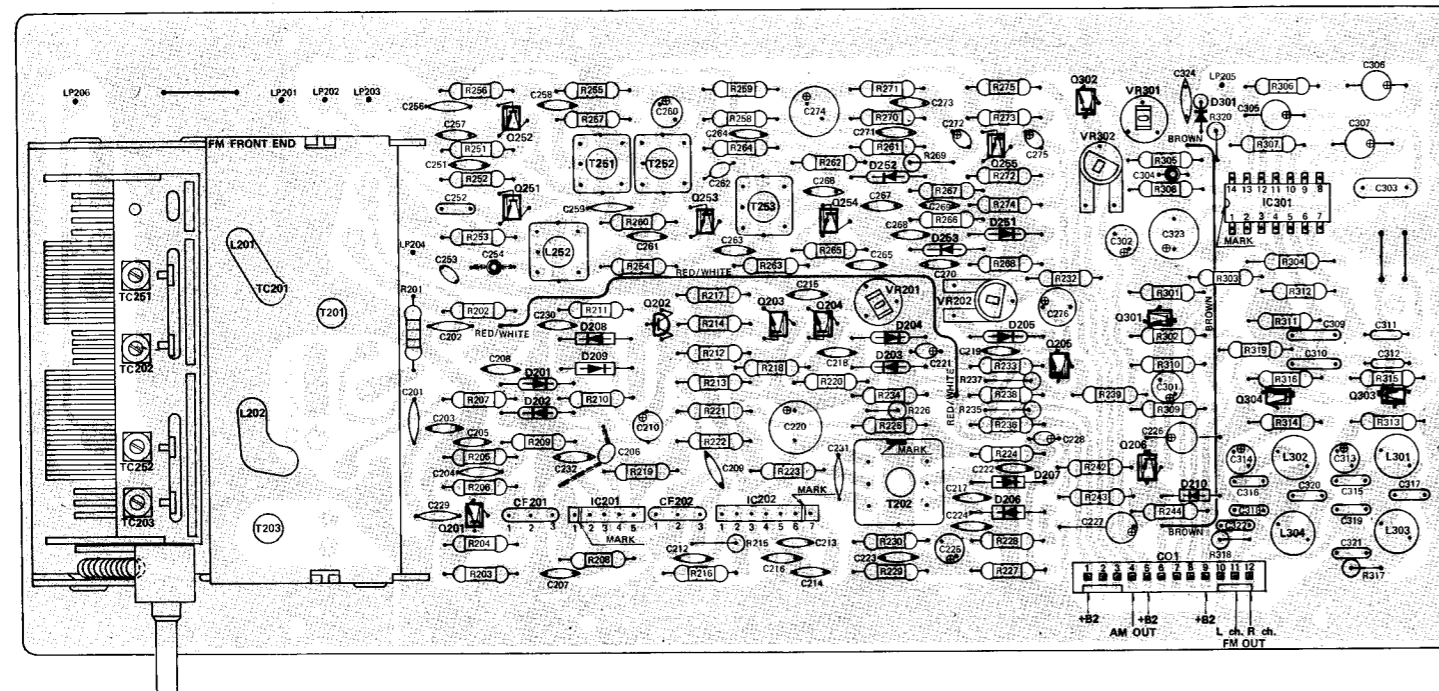 LP206
LP201
LP202
LP203
FM FRONT END
L201
TC201
T201
L202
T203
TC251
TC202
TC252
TC203
LP204
R201
C201
C256
R256
C258
R255
C260
R259
C274
R271
C273
R275
Q302
VR301
C324
LP205
D301
R320
C305
R306
C306
C257
Q252
R257
R258
R270
C272
R273
C275
BROWN
C307
R251
C264
C271
R264
R261
Q255
VR302
R307
C251
T251
T252
R262
D252
R269
R305
R252
C262
R272
C304
R308
14 13 12 11 10 9 8
IC301
1 2 3 4 5 6 7
MARK
C303
Q251
C266
R267
C252
C259
Q253
T253
Q254
C267
C269
R274
R260
R266
D251
C323
R253
C261
C268
C302
L252
C263
R265
D253
C253
C254
R254
R263
C265
C270
R268
R304
RED/WHITE
R232
R303
R217
C215
VR201
VR202
C276
R301
R312
R202
R211
Q202
Q203
Q204
Q301
BROWN
R311
C202
RED/WHITE
C230
R214
D204
D205
R302
C309
C311
D208
R212
C218
C221
C219
Q205
R319
C208
D209
R218
D203
R233
R310
C310
C312
D201
R213
R220
R237
R316
R315
R207
R210
R234
R238
R239
C301
Q304
Q303
D202
R221
C220
R226
R235
R309
C203
C210
R225
RED/WHITE
R236
R314
R313
C205
R209
R222
MARK
C228
C226
R205
C206
C231
R224
Q206
C314
L302
C313
L301
C204
C232
R219
C209
R223
C222
R242
C316
C315
C317
R206
T202
C217
D207
D210
C320
C229
CF201
IC201
CF202
IC202
MARK
D206
R243
C318
C319
Q201
1 2 3
1 2 3 4 5
1 2 3
1 2 3 4 5 6 7
C224
C227
R244
C322
L304
L303
R204
MARK
R215
C213
R230
C225
R228
BROWN
R318
C321
R208
C212
C216
C223
CO1
R317
R203
C207
R216
C214
R229
R227
1 2 3 4 5 6 7 8 9 10 11 12
+B2
+B2
+B2
L ch. R ch.
AM OUT
FM OUT